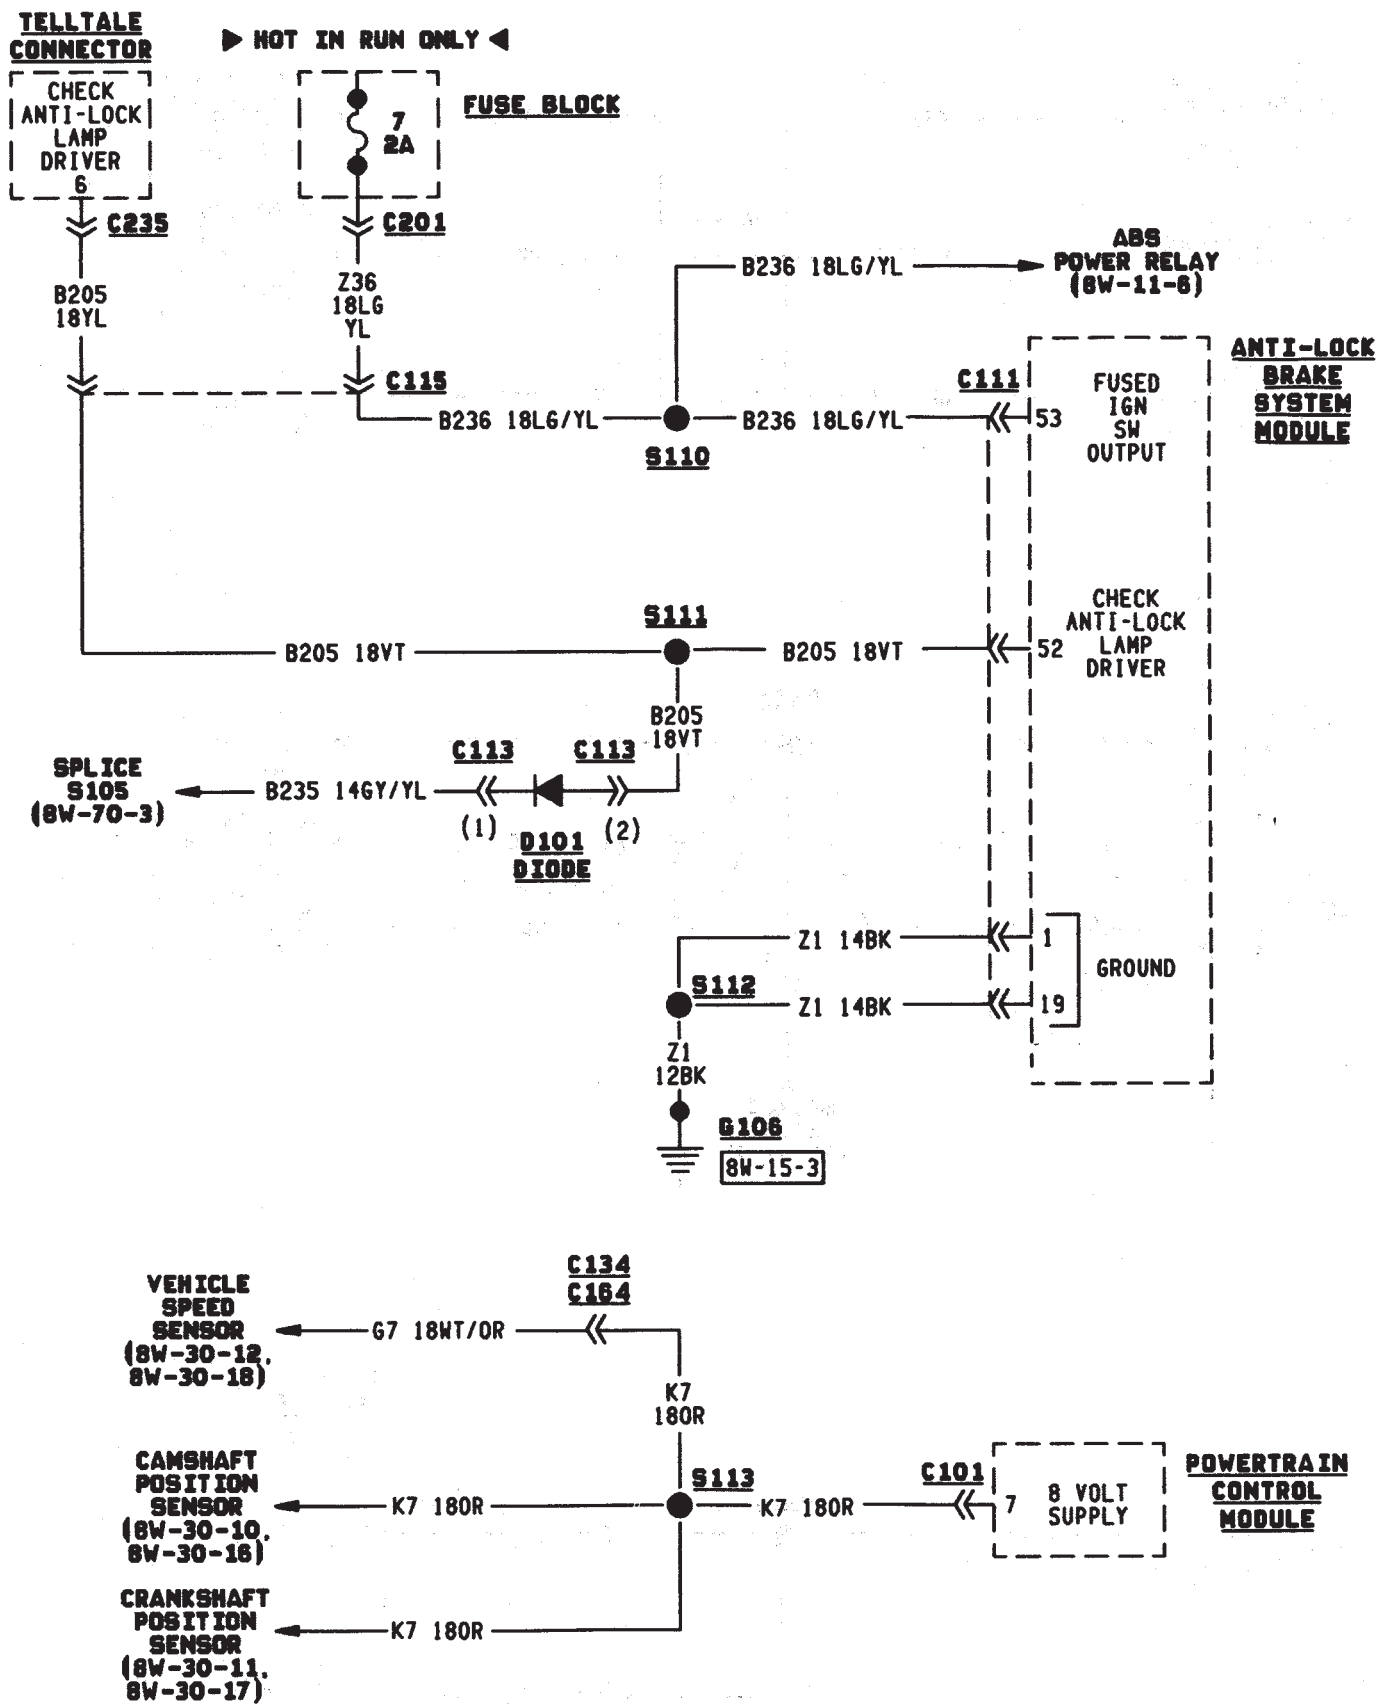 TELLTALE
CONNECTOR
CHECK
ANTI-LOCK
LAMP
DRIVER
6
C235
B205
18YL
HOT IN RUN ONLY
7
2A
FUSE BLOCK
C201
Z36
18LG
YL
C115
B236 18LG/YL
S110
B236 18LG/YL
ABS
POWER RELAY
(8W-11-6)
B236 18LG/YL
C111
53
FUSED
IGN
SW
OUTPUT
ANTI-LOCK
BRAKE
SYSTEM
MODULE
B205 18VT
S111
B205 18VT
52
CHECK
ANTI-LOCK
LAMP
DRIVER
B205
18VT
SPLICE
S105
(8W-70-3)
B235 14GY/YL
C113
C113
(1)
(2)
D101
DIODE
Z1 14BK
1
GROUND
S112
Z1 14BK
19
Z1
12BK
G106
8W-15-3
C134
C164
VEHICLE
SPEED
SENSOR
(8W-30-12,
8W-30-18)
G7 18WT/OR
K7
18OR
CAMSHAFT
POSITION
SENSOR
(8W-30-10,
8W-30-16)
K7 18OR
S113
K7 18OR
C101
7
8 VOLT
SUPPLY
POWERTRAIN
CONTROL
MODULE
CRANKSHAFT
POSITION
SENSOR
(8W-30-11,
8W-30-17)
K7 18OR